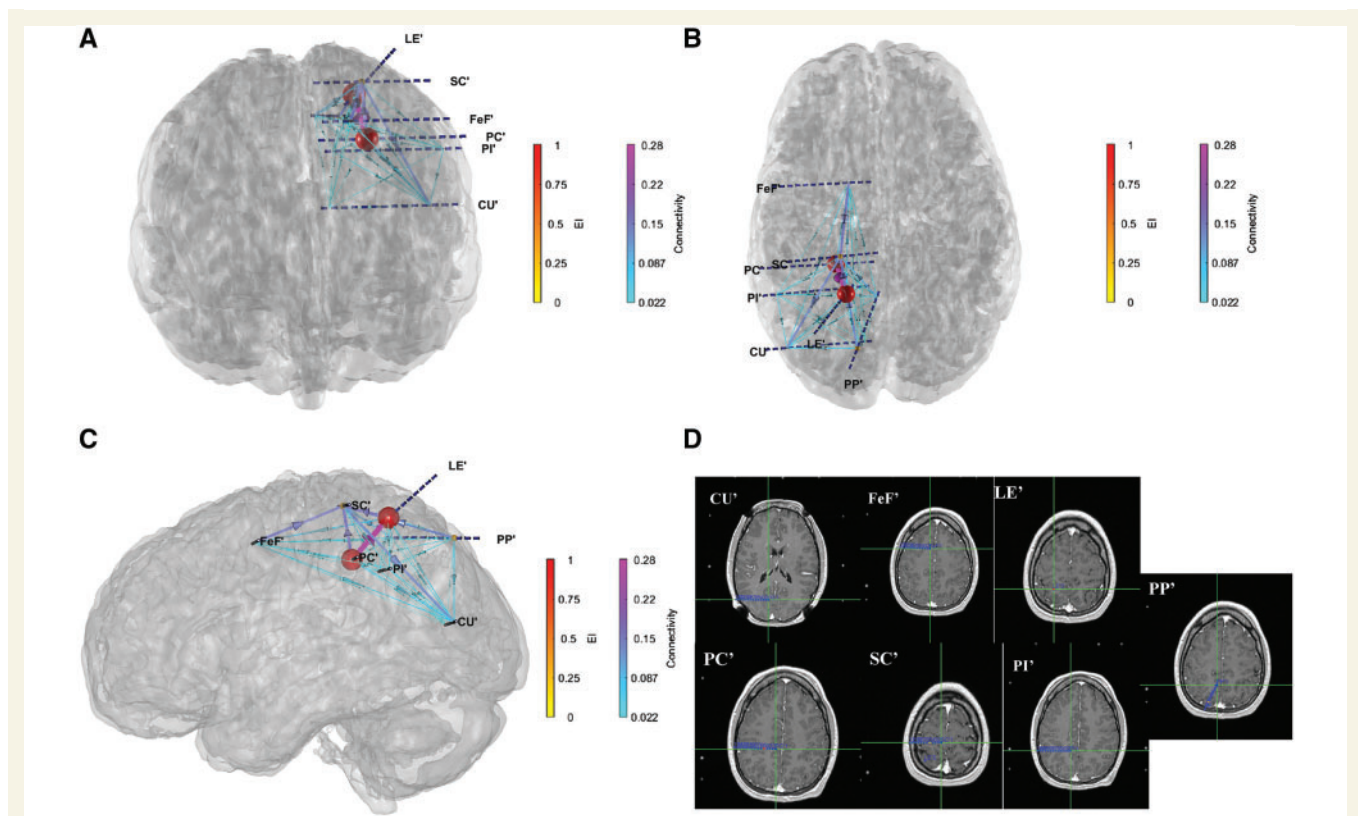 A
LE'
SC'
FeF'
PC'
PI'
CU'
1
0.75
0.5
0.25
0
EI
0.28
0.22
0.15
0.087
0.022
Connectivity
B
FeF'
PC'
SC'
PI'
CU'
LE'
PP'
1
0.75
0.5
0.25
0
EI
0.28
0.22
0.15
0.087
0.022
Connectivity
C
LE'
SC'
FeF'
PC'
PI'
PP'
CU'
1
0.75
0.5
0.25
0
EI
0.28
0.22
0.15
0.087
0.022
Connectivity
D
CU’
FeF’
LE’
PP’
PC’
SC’
PI’